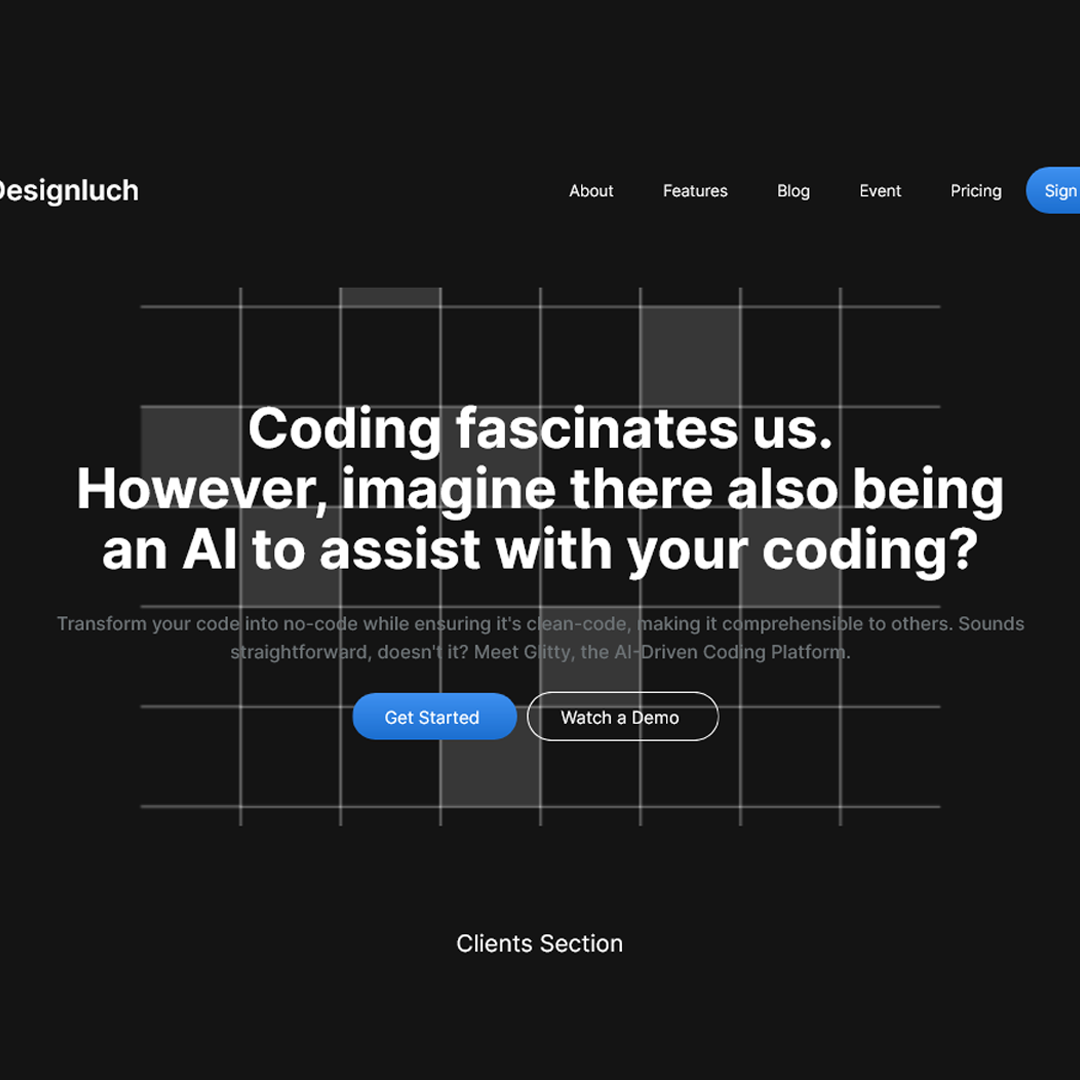 Designluch
About Features Blog Event Pricing Sign
Coding fascinates us.
However, imagine there also being
an AI to assist with your coding?
Transform your code into no-code while ensuring it's clean-code, making it comprehensible to others. Sounds
straightforward, doesn't it? Meet Glitty, the AI-Driven Coding Platform.
Get Started Watch a Demo
Clients Section